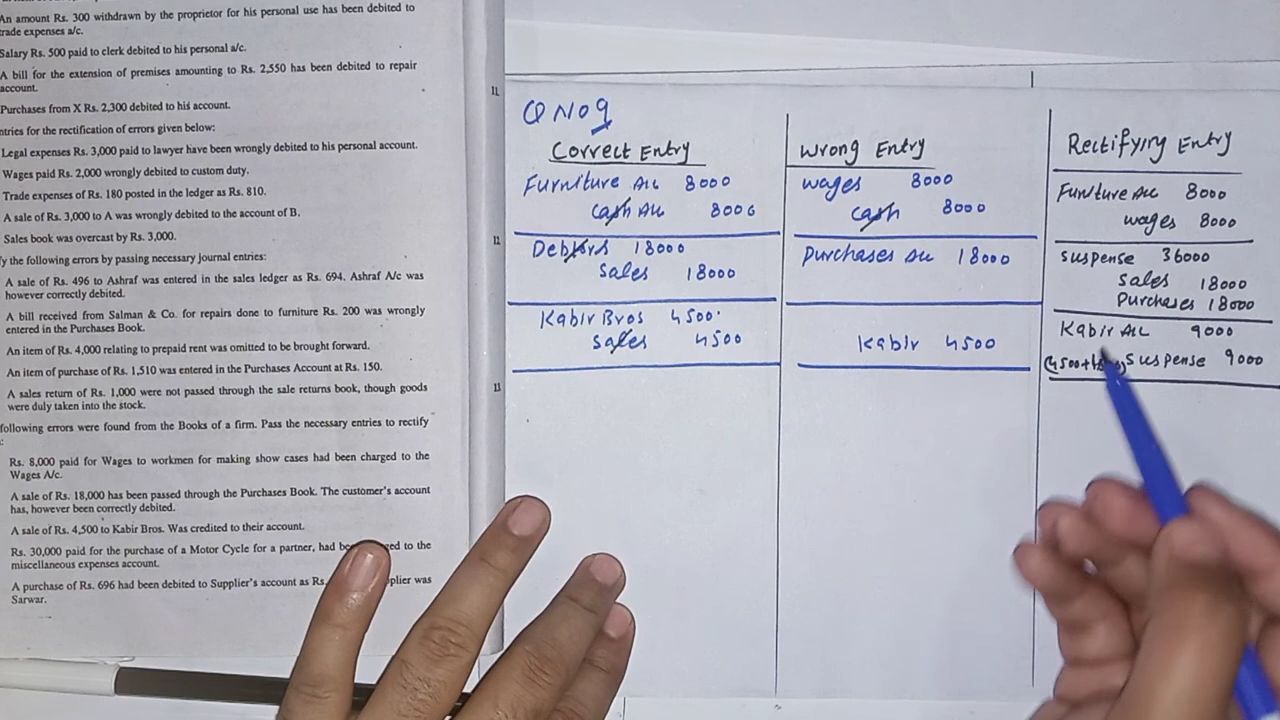 An amount Rs. 300 withdrawn by the proprietor for his personal use has been debited to
trade expenses a/c.
Salary Rs. 500 paid to clerk debited to his personal a/c.
A bill for the extension of premises amounting to Rs. 2,550 has been debited to repair
account.
Purchases from X Rs. 2,300 debited to his account.
ntries for the rectification of errors given below:
Legal expenses Rs. 3,000 paid to lawyer have been wrongly debited to his personal account.
Wages paid Rs. 2,000 wrongly debited to custom duty.
Trade expenses of Rs. 180 posted in the ledger as Rs. 810.
A sale of Rs. 3,000 to A was wrongly debited to the account of B.
Sales book was overcast by Rs. 3,000.
fy the following errors by passing necessary journal entries:
A sale of Rs. 496 to Ashraf was entered in the sales ledger as Rs. 694. Ashraf A/c was
however correctly debited.
A bill received from Salman & Co. for repairs done to furniture Rs. 200 was wrongly
entered in the Purchases Book.
An item of Rs. 4,000 relating to prepaid rent was omitted to be brought forward.
An item of purchase of Rs. 1,510 was entered in the Purchases Account at Rs. 150.
A sales return of Rs. 1,000 were not passed through the sale returns book, though goods
were duly taken into the stock.
following errors were found from the Books of a firm. Pass the necessary entries to rectify
:
Rs. 8,000 paid for Wages to workmen for making show cases had been charged to the
Wages A/c.
A sale of Rs. 18,000 has been passed through the Purchases Book. The customer's account
has, however been correctly debited.
A sale of Rs. 4,500 to Kabir Bros. Was credited to their account.
Rs. 30,000 paid for the purchase of a Motor Cycle for a partner, had ed to the
miscellaneous expenses account.
A purchase of Rs. 696 had been debited to Supplier's account as Rs. plier was
Sarwar.
11
12
13
Q NO 9
Correct Entry
Furniture A/c 8000
cash A/c 8000
Debtors 18000
Sales 18000
Kabir Bros 4500
Sales 4500
Wrong Entry
wages 8000
cash 8000
Purchases A/c 18000
Kabir 4500
Rectifying Entry
Funiture A/c 8000
wages 8000
Suspense 36000
Sales 18000
Purchases 18000
Kabir A/c 9000
(4500+ Suspense 9000